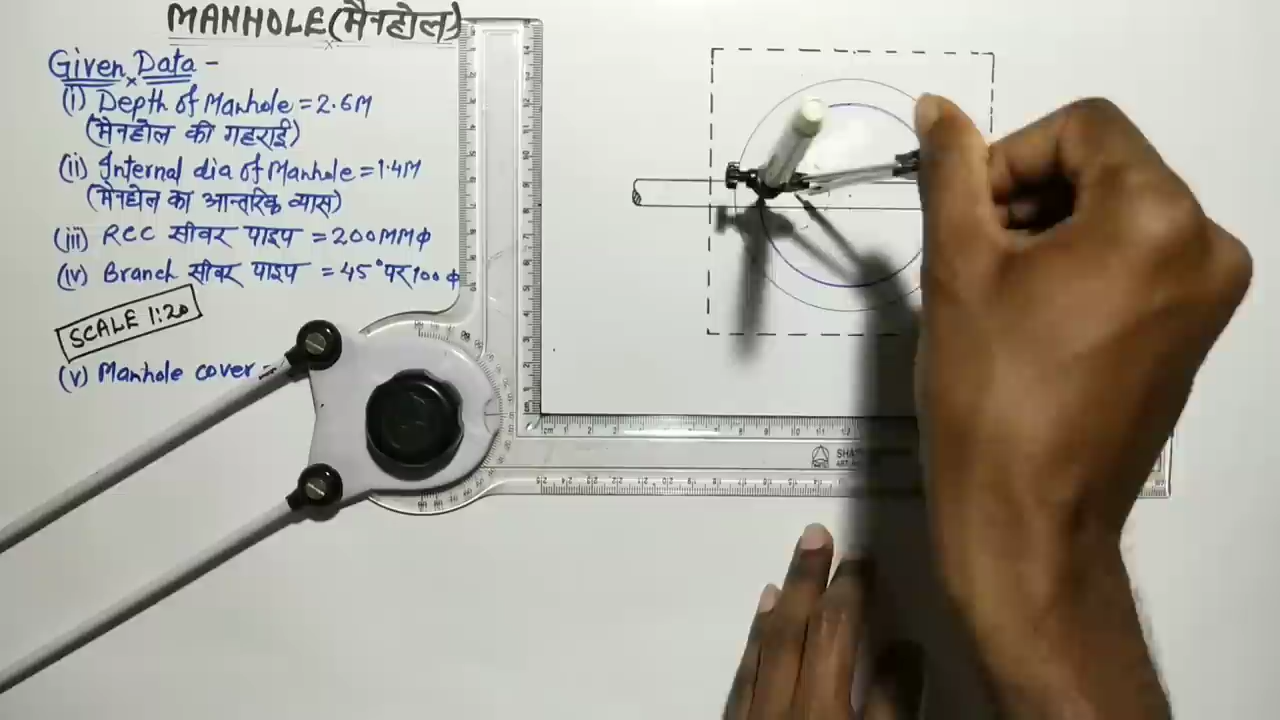 MANHOLE (मैनहोल)
Given Data -
(i) Depth of Manhole = 2.6M
(मैनहोल की गहराई)
(ii) Internal dia of Manhole = 1.4M
(मैनहोल का आन्तरिक व्यास)
(iii) RCC सीवर पाइप = 200MMΦ
(iv) Branch सीवर पाइप = 45° पर 100 Φ
SCALE 1:20
(v) Manhole cover =